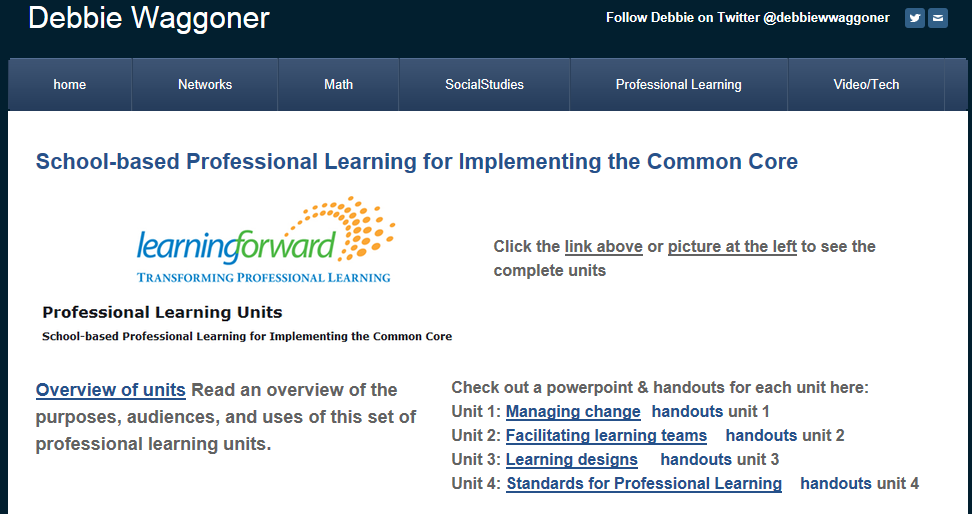 Debbie Waggoner
Follow Debbie on Twitter @debbiewwaggoner
home
Networks
Math
SocialStudies
Professional Learning
Video/Tech
School-based Professional Learning for Implementing the Common Core
learningforward
TRANSFORMING PROFESSIONAL LEARNING
Click the link above or picture at the left to see the
complete units
Professional Learning Units
School-based Professional Learning for Implementing the Common Core
Overview of units Read an overview of the
purposes, audiences, and uses of this set of
professional learning units.
Check out a powerpoint & handouts for each unit here:
Unit 1: Managing change handouts unit 1
Unit 2: Facilitating learning teams handouts unit 2
Unit 3: Learning designs handouts unit 3
Unit 4: Standards for Professional Learning handouts unit 4